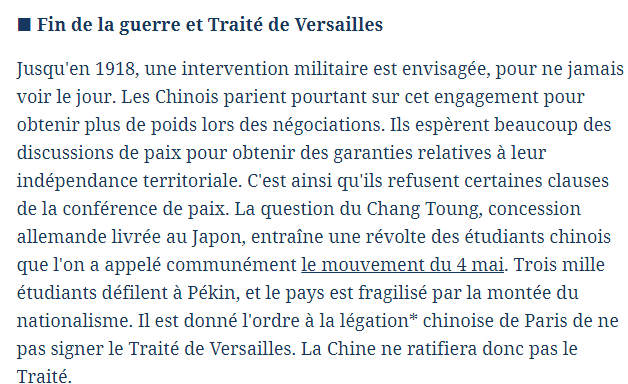 ■ Fin de la guerre et Traité de Versailles
Jusqu'en 1918, une intervention militaire est envisagée, pour ne jamais
voir le jour. Les Chinois parient pourtant sur cet engagement pour
obtenir plus de poids lors des négociations. Ils espèrent beaucoup des
discussions de paix pour obtenir des garanties relatives à leur
indépendance territoriale. C'est ainsi qu'ils refusent certaines clauses
de la conférence de paix. La question du Chang Toung, concession
allemande livrée au Japon, entraîne une révolte des étudiants chinois
que l'on a appelé communément le mouvement du 4 mai. Trois mille
étudiants défilent à Pékin, et le pays est fragilisé par la montée du
nationalisme. Il est donné l'ordre à la légation* chinoise de Paris de ne
pas signer le Traité de Versailles. La Chine ne ratifiera donc pas le
Traité.